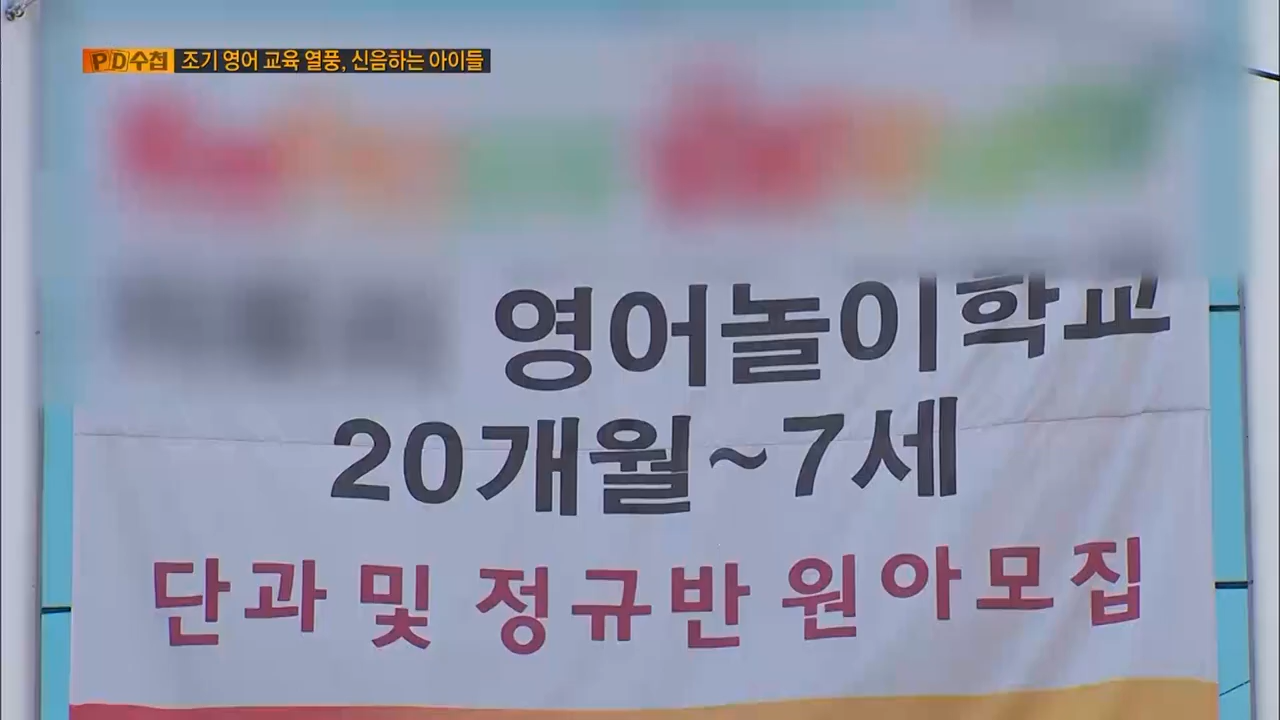 PD수첩 조기 영어 교육 열풍, 신음하는 아이들
영어놀이학교
20개월~7세
단과 및 정규반 원아모집